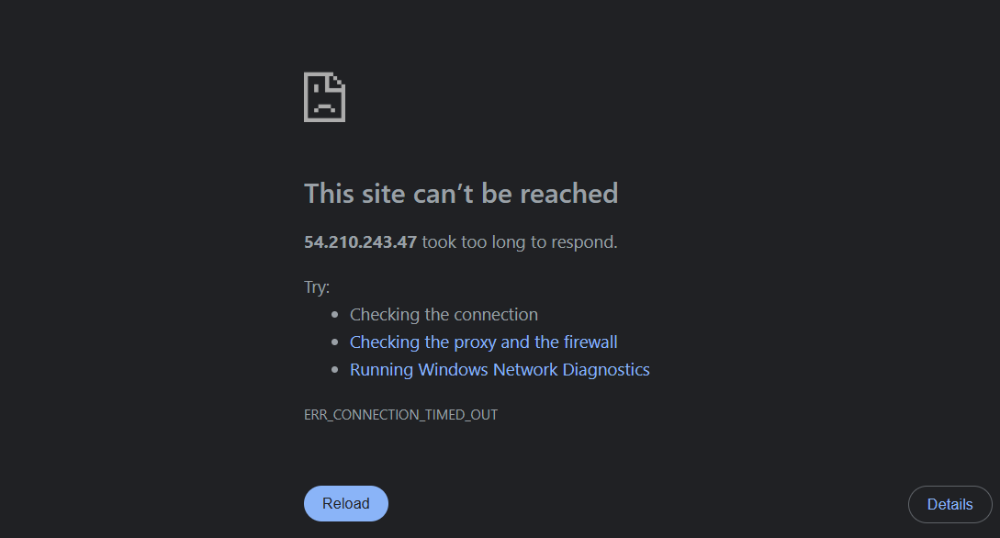 This site can’t be reached
54.210.243.47 took too long to respond.
Try:
Checking the connection
Checking the proxy and the firewall
Running Windows Network Diagnostics
ERR_CONNECTION_TIMED_OUT
Reload
Details